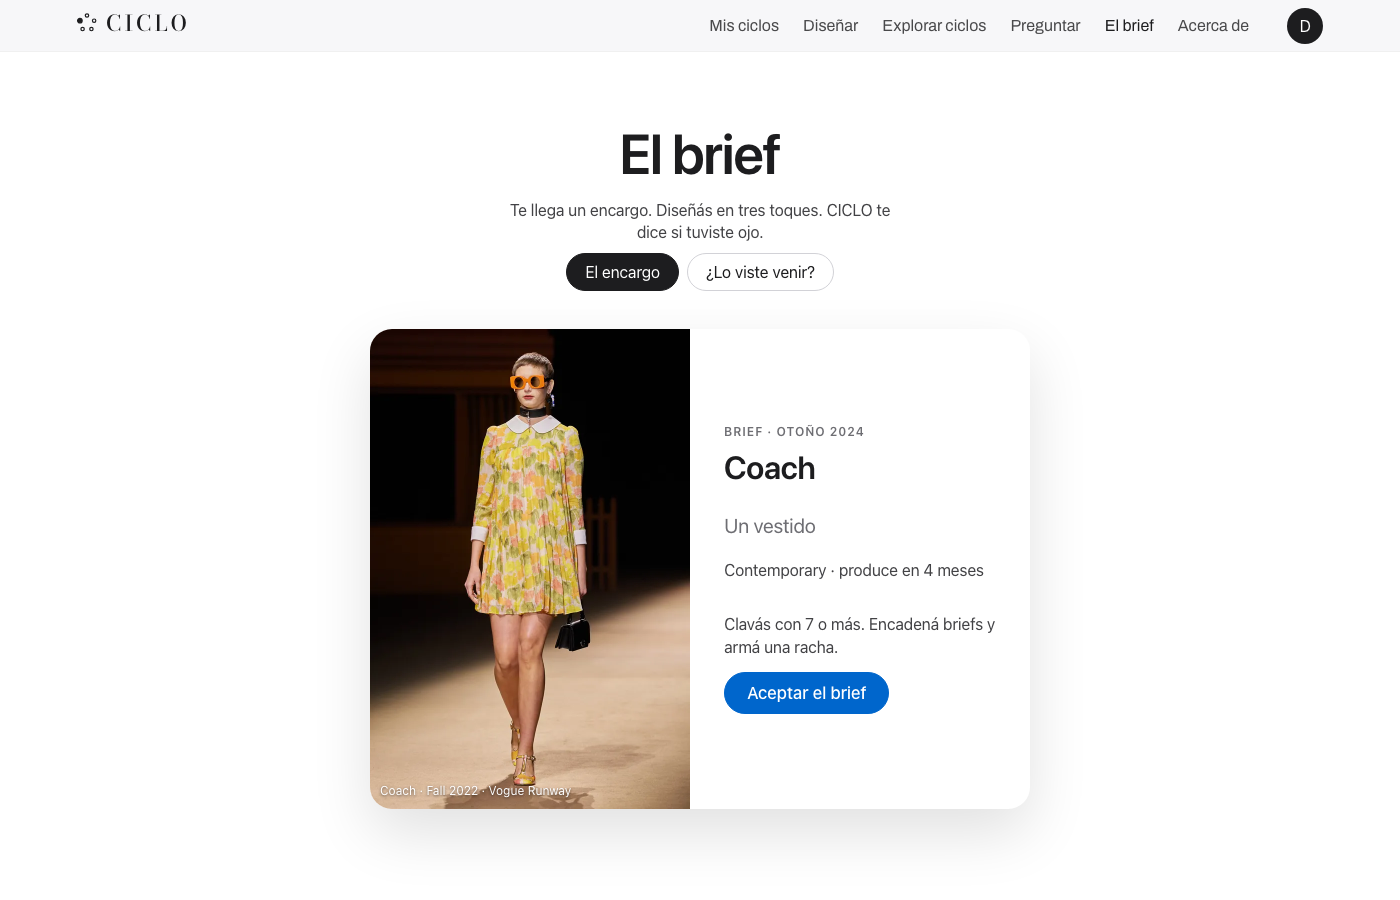 CICLO
Mis ciclos
Diseñar
Explorar ciclos
Preguntar
El brief
Acerca de
D
El brief
Te llega un encargo. Diseñás en tres toques. CICLO te
dice si tuviste ojo.
El encargo
¿Lo viste venir?
BRIEF · OTOÑO 2024
Coach
Un vestido
Contemporary · produce en 4 meses
Clavás con 7 o más. Encadená briefs y
armá una racha.
Aceptar el brief
Coach · Fall 2022 · Vogue Runway